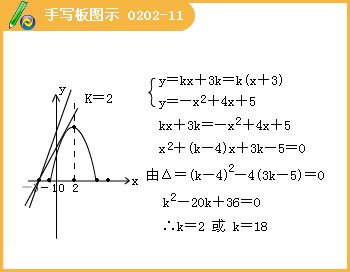 手写板图示 0202-11
y
K=2
-3 -1 0 2 x
y=kx+3k=k(x+3)
y=-x²+4x+5
kx+3k=-x²+4x+5
x²+(k-4)x+3k-5=0
由△=(k-4)²-4(3k-5)=0
k²-20k+36=0
∴k=2 或 k=18